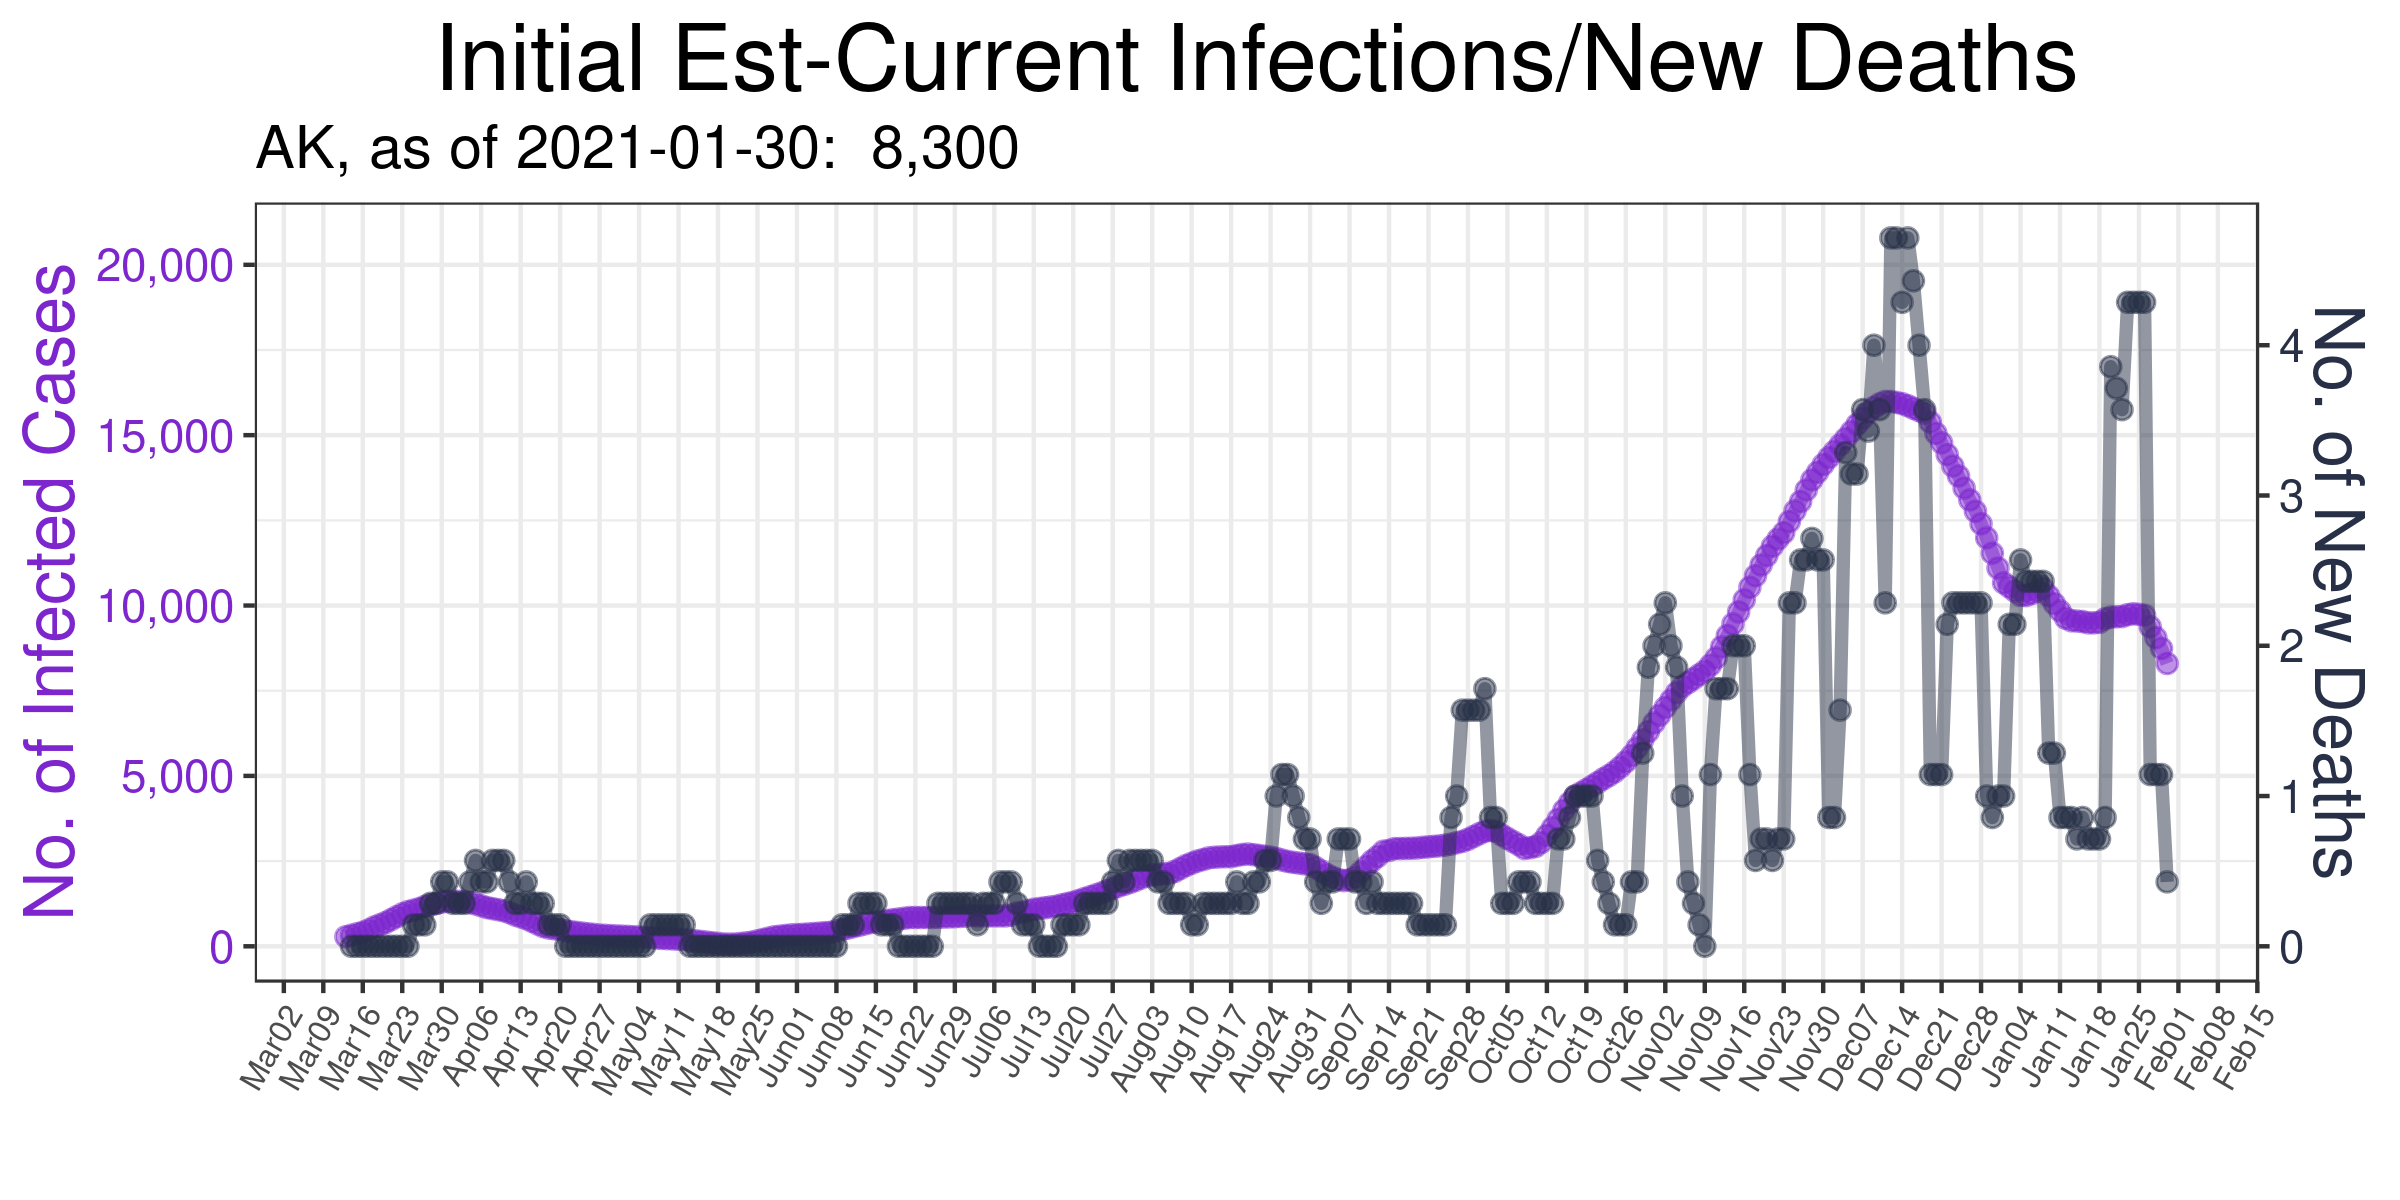 Initial Est-Current Infections/New Deaths
AK, as of 2021-01-30:  8,300
No. of Infected Cases
20,000
15,000
10,000
5,000
0
No. of New Deaths
4
3
2
1
0
Mar02
Mar09
Mar16
Mar23
Mar30
Apr06
Apr13
Apr20
Apr27
May04
May11
May18
May25
Jun01
Jun08
Jun15
Jun22
Jun29
Jul06
Jul13
Jul20
Jul27
Aug03
Aug10
Aug17
Aug24
Aug31
Sep07
Sep14
Sep21
Sep28
Oct05
Oct12
Oct19
Oct26
Nov02
Nov09
Nov16
Nov23
Nov30
Dec07
Dec14
Dec21
Dec28
Jan04
Jan11
Jan18
Jan25
Feb01
Feb08
Feb15